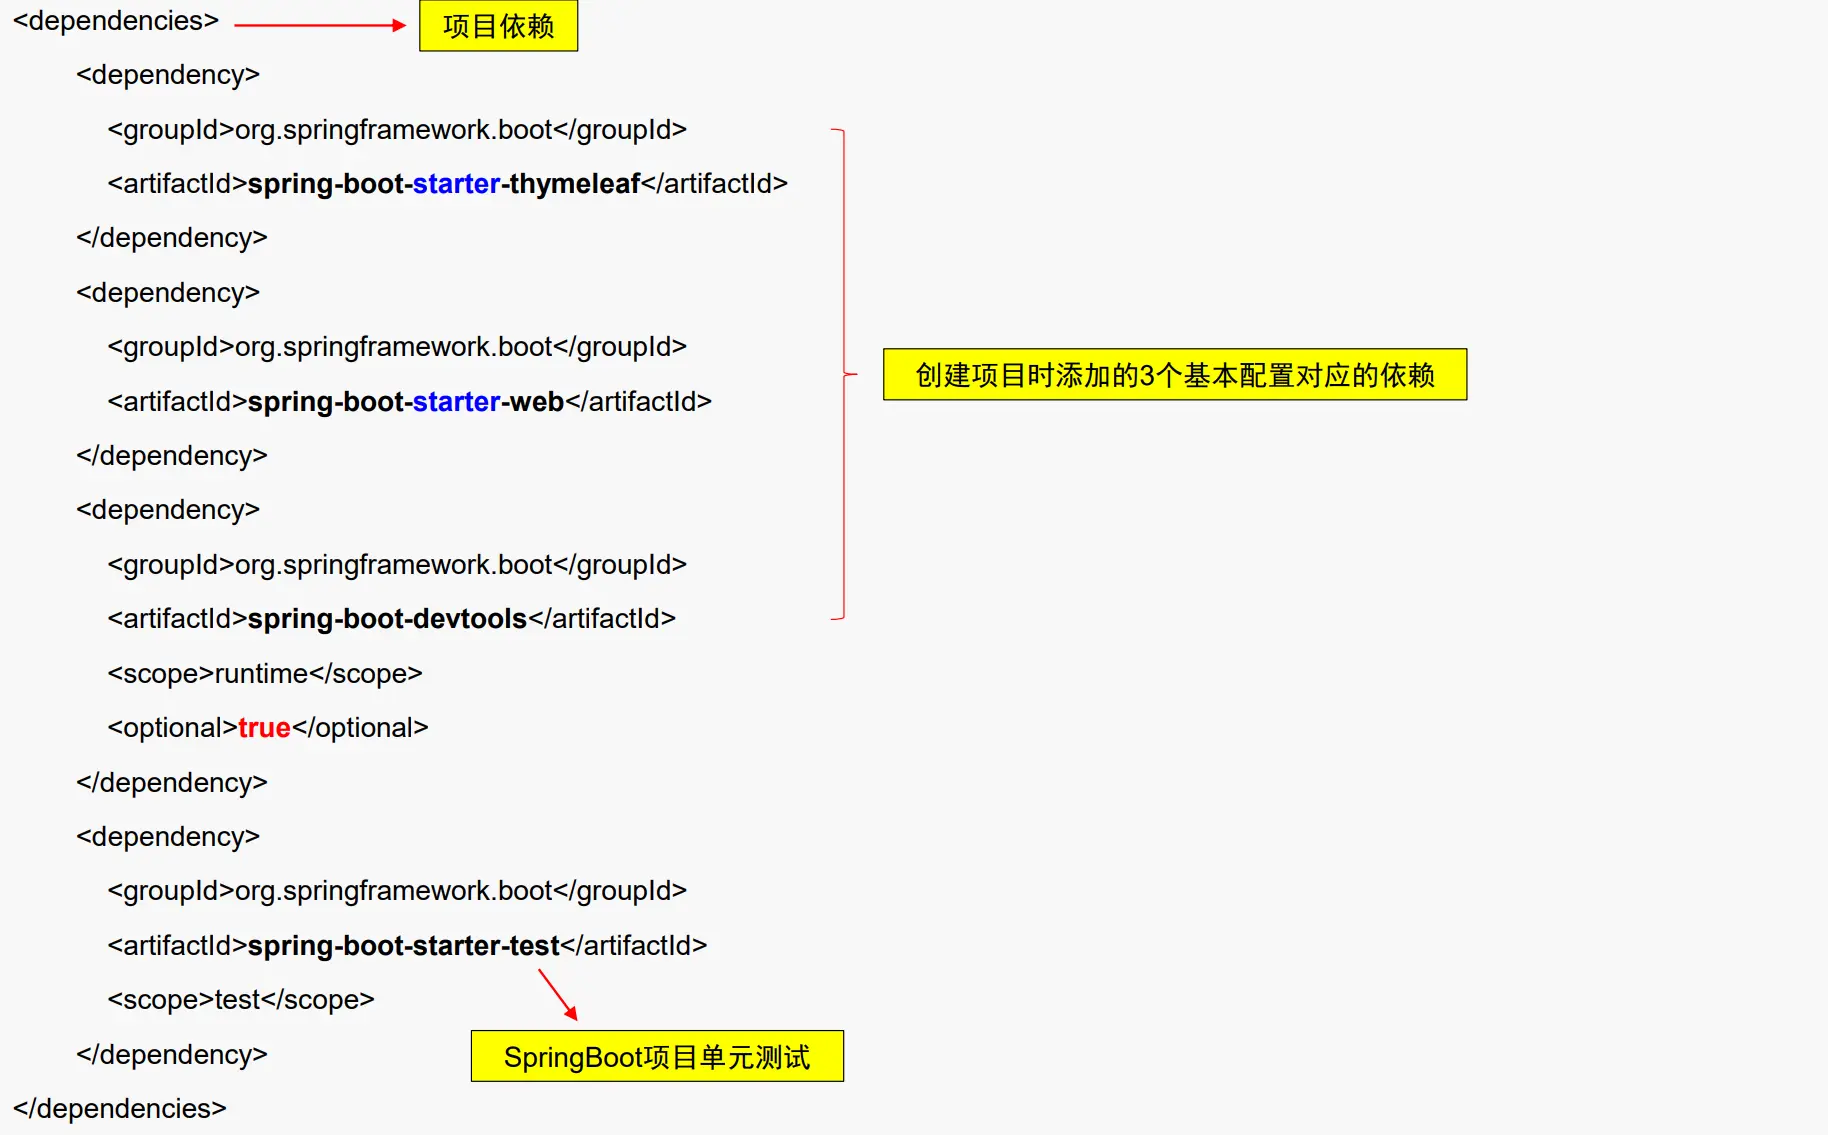 <dependencies>
项目依赖
<dependency>
<groupId>org.springframework.boot</groupId>
<artifactId>spring-boot-starter-thymeleaf</artifactId>
</dependency>
<dependency>
<groupId>org.springframework.boot</groupId>
<artifactId>spring-boot-starter-web</artifactId>
</dependency>
<dependency>
<groupId>org.springframework.boot</groupId>
<artifactId>spring-boot-devtools</artifactId>
<scope>runtime</scope>
<optional>true</optional>
</dependency>
创建项目时添加的3个基本配置对应的依赖
<dependency>
<groupId>org.springframework.boot</groupId>
<artifactId>spring-boot-starter-test</artifactId>
<scope>test</scope>
</dependency>
SpringBoot项目单元测试
</dependencies>